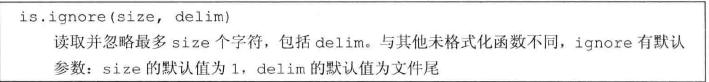 is.ignore(size, delim)
读取并忽略最多 size 个字符，包括 delim。与其他未格式化函数不同，ignore 有默认
参数：size 的默认值为 1，delim 的默认值为文件尾